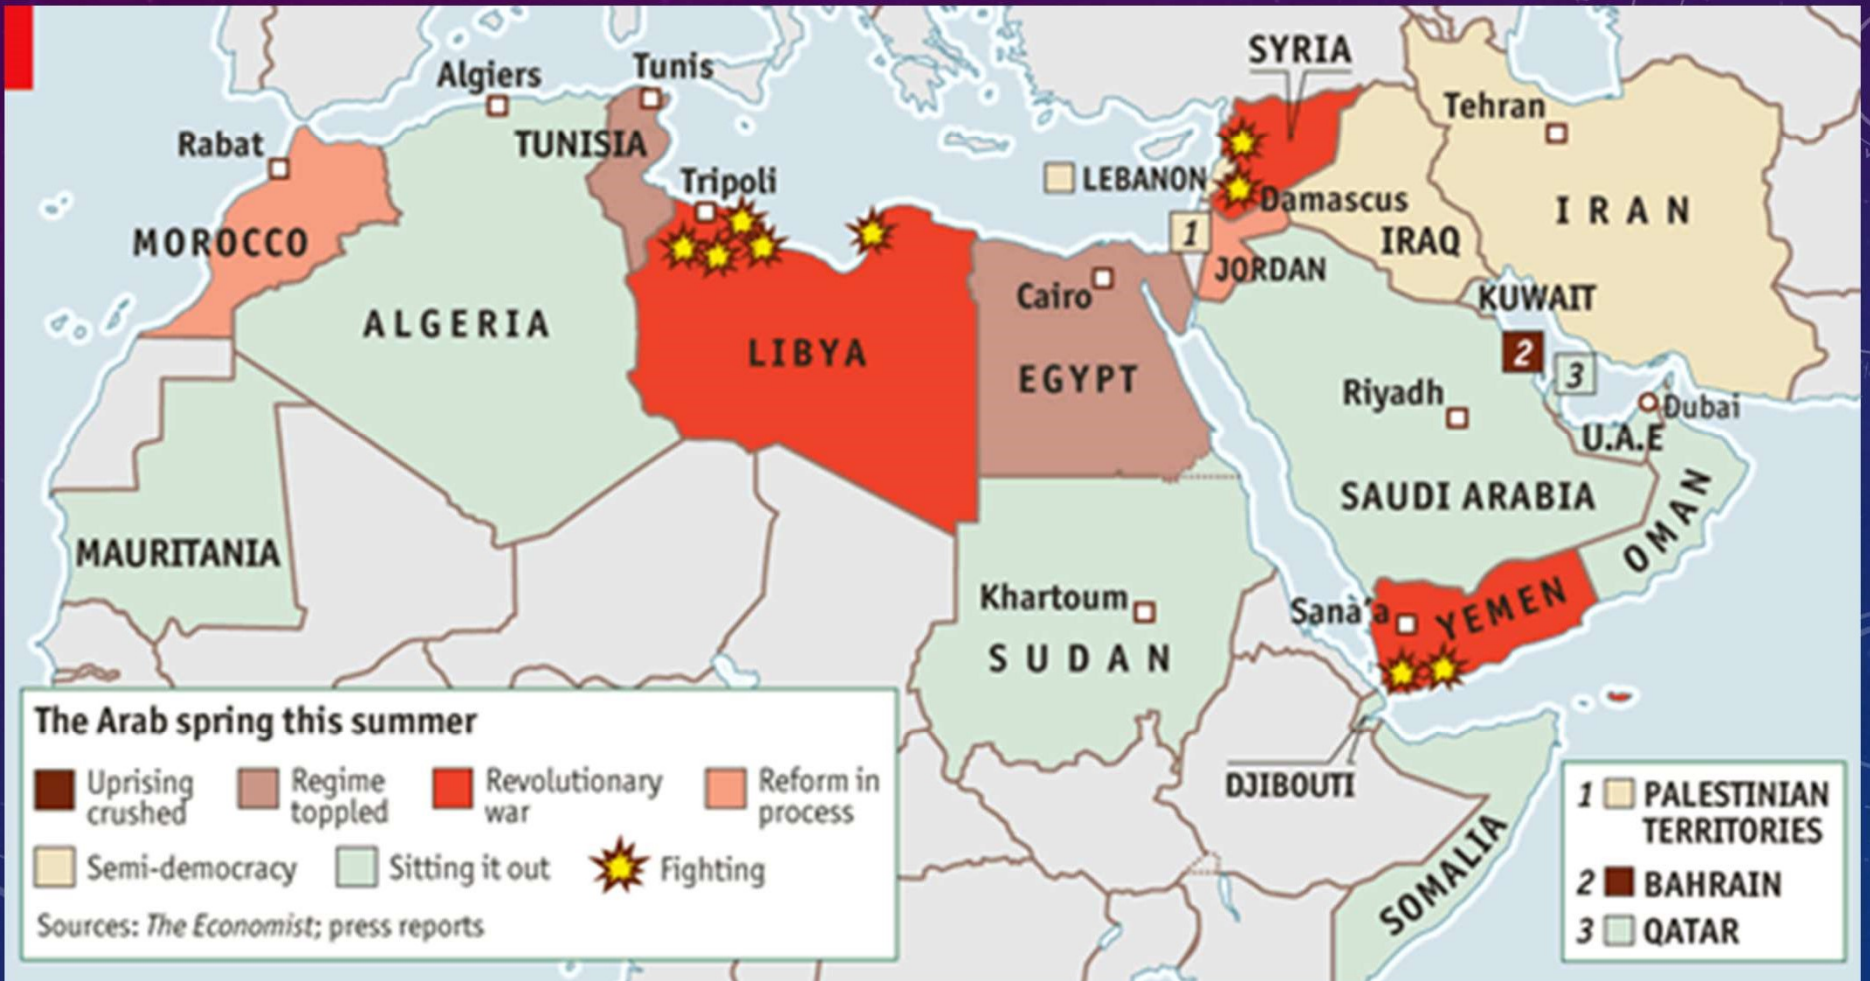 SYRIA
Algiers
Tunis
Tehran
Rabat
TUNISIA
Tripoli
LEBANON
Damascus
IRAN
MOROCCO
1
IRAQ
JORDAN
Cairo
KUWAIT
ALGERIA
LIBYA
EGYPT
2
3
Riyadh
Dubai
U.A.E
SAUDI ARABIA
OMAN
MAURITANIA
Khartoum
Sanà'a
YEMEN
SUDAN
DJIBOUTI
SOMALIA
The Arab spring this summer
Uprising crushed
Regime toppled
Revolutionary war
Reform in process
Semi-democracy
Sitting it out
Fighting
Sources: The Economist; press reports
1 PALESTINIAN
TERRITORIES
2 BAHRAIN
3 QATAR